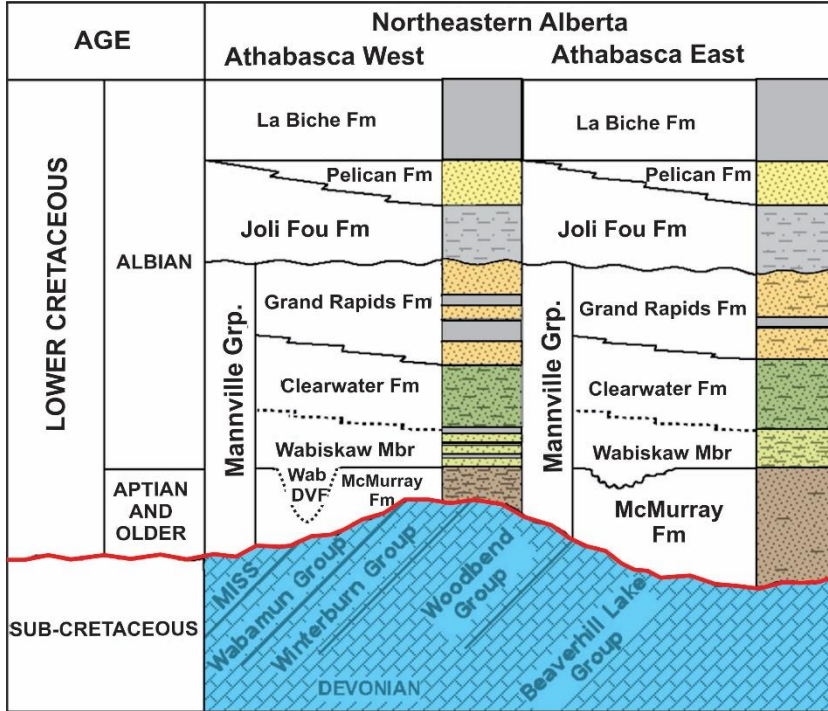 AGE
Northeastern Alberta
Athabasca West
Athabasca East
LOWER CRETACEOUS
ALBIAN
APTIAN
AND
OLDER
SUB-CRETACEOUS
La Biche Fm
Pelican Fm
Joli Fou Fm
Mannville Grp.
Grand Rapids Fm
Clearwater Fm
Wabiskaw Mbr
Wab
DVF
McMurray
Fm
La Biche Fm
Pelican Fm
Joli Fou Fm
Mannville Grp.
Grand Rapids Fm
Clearwater Fm
Wabiskaw Mbr
McMurray
Fm
MISS
Wabamun Group
Winterburn Group
Woodbend
Group
Beaverhill Lake
Group
DEVONIAN